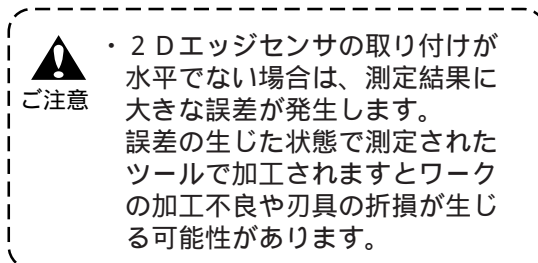 ・２Ｄエッジセンサの取り付けが
水平でない場合は、測定結果に
ご注意
大きな誤差が発生します。
誤差の生じた状態で測定された
ツールで加工されますとワーク
の加工不良や刃具の折損が生じ
る可能性があります。